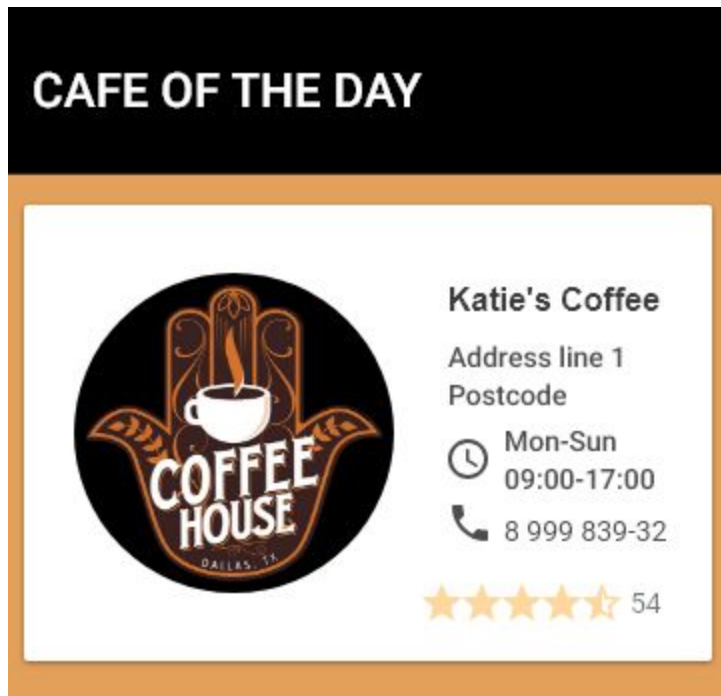 CAFE OF THE DAY
COFFEE
HOUSE
DALLAS, TX
Katie's Coffee
Address line 1
Postcode
Mon-Sun
09:00-17:00
8 999 839-32
54